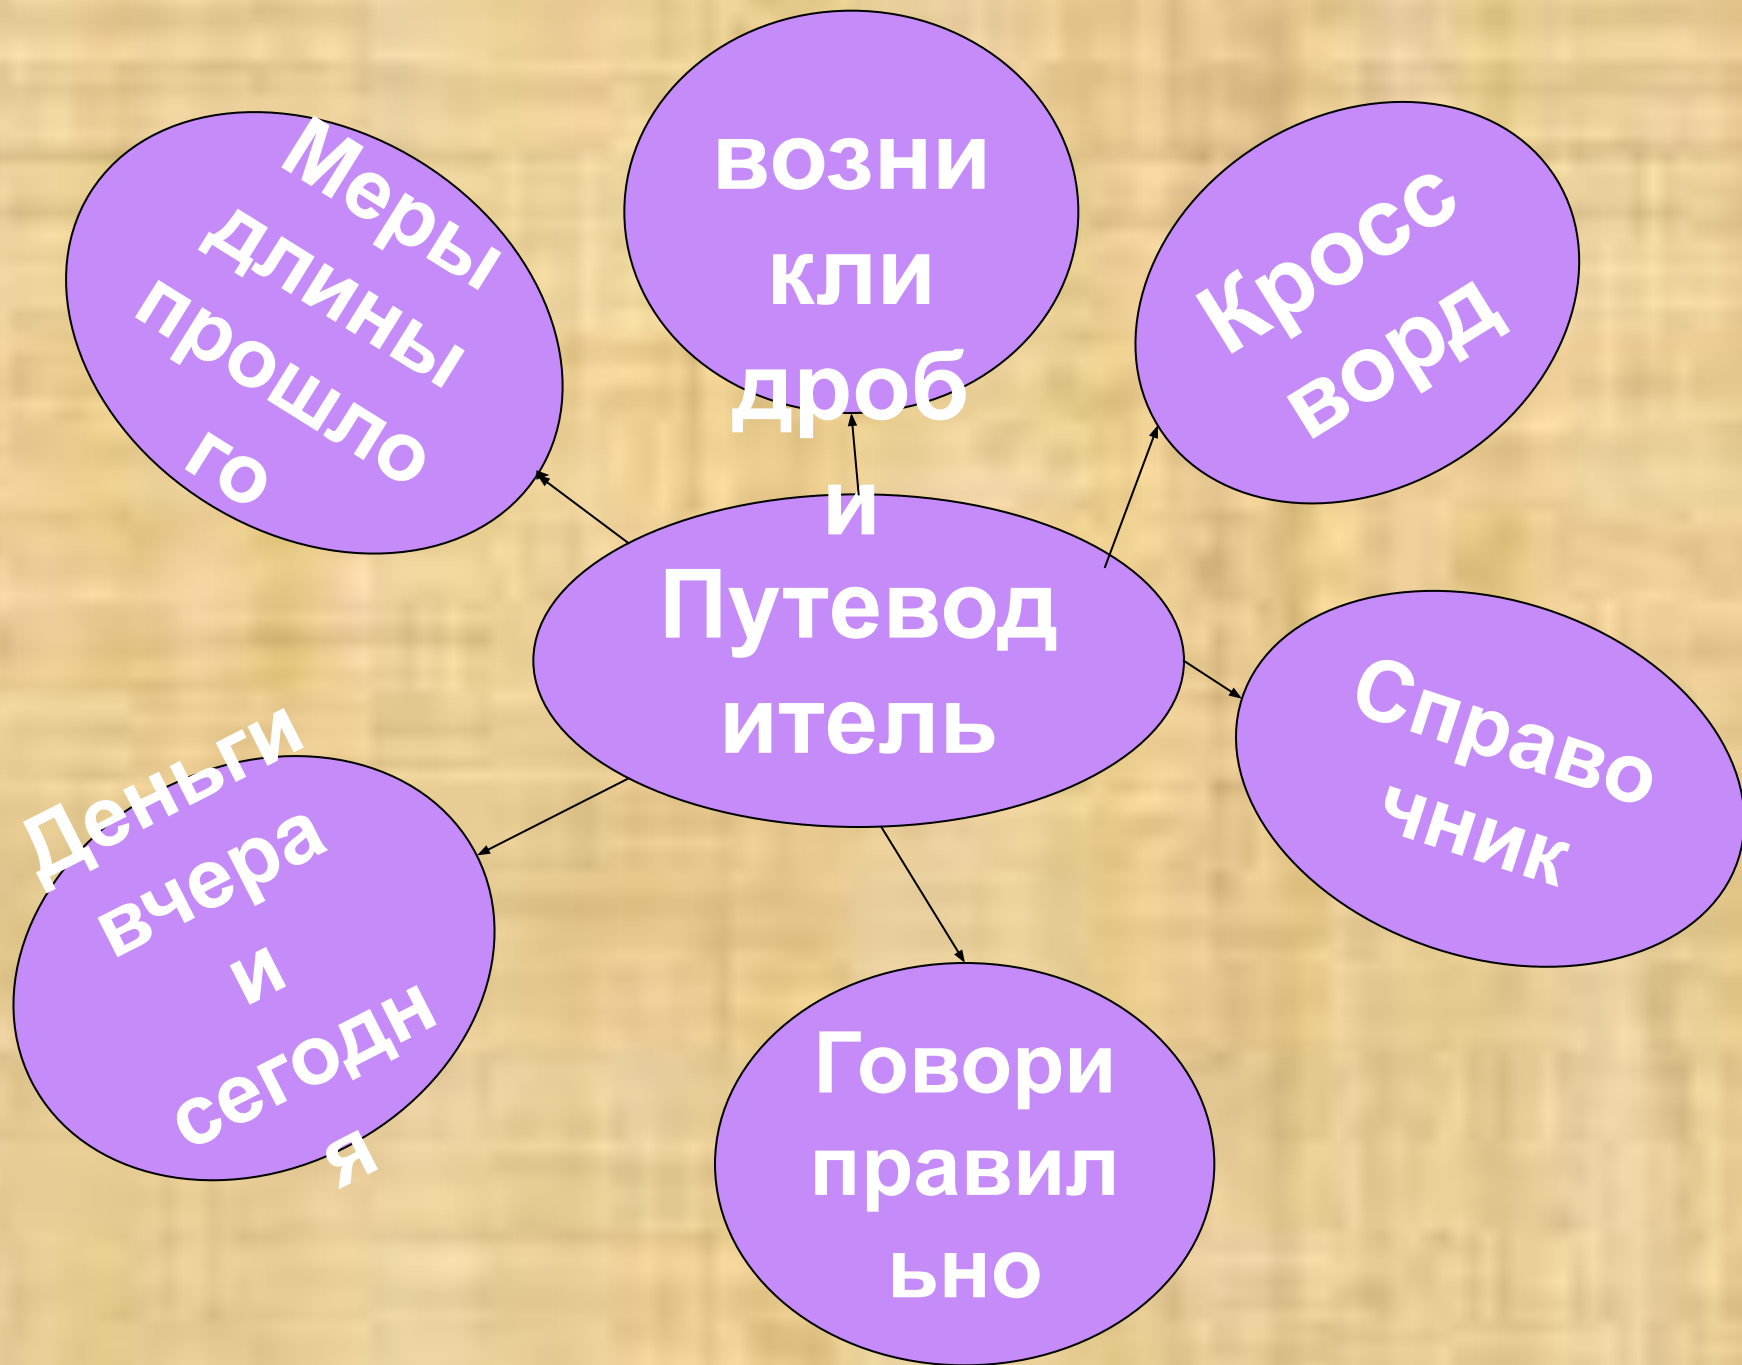 Меры
длины
прошло
го
возни
кли
дроб
и
Кросс
ворд
Путевод
итель
Справо
чник
Деньги
вчера
и
сегодн
я
Говори
правил
ьно